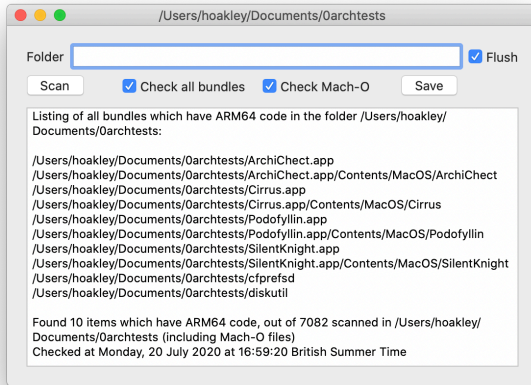 /Users/hoakley/Documents/0archtests
Folder Flush
Scan Check all bundles Check Mach-O Save
Listing of all bundles which have ARM64 code in the folder /Users/hoakley/
Documents/0archtests:
/Users/hoakley/Documents/0archtests/ArchiChect.app
/Users/hoakley/Documents/0archtests/ArchiChect.app/Contents/MacOS/ArchiChect
/Users/hoakley/Documents/0archtests/Cirrus.app
/Users/hoakley/Documents/0archtests/Cirrus.app/Contents/MacOS/Cirrus
/Users/hoakley/Documents/0archtests/Podofyllin.app
/Users/hoakley/Documents/0archtests/Podofyllin.app/Contents/MacOS/Podofyllin
/Users/hoakley/Documents/0archtests/SilentKnight.app
/Users/hoakley/Documents/0archtests/SilentKnight.app/Contents/MacOS/SilentKnight
/Users/hoakley/Documents/0archtests/cfprefsd
/Users/hoakley/Documents/0archtests/diskutil
Found 10 items which have ARM64 code, out of 7082 scanned in /Users/hoakley/
Documents/0archtests (including Mach-O files)
Checked at Monday, 20 July 2020 at 16:59:20 British Summer Time